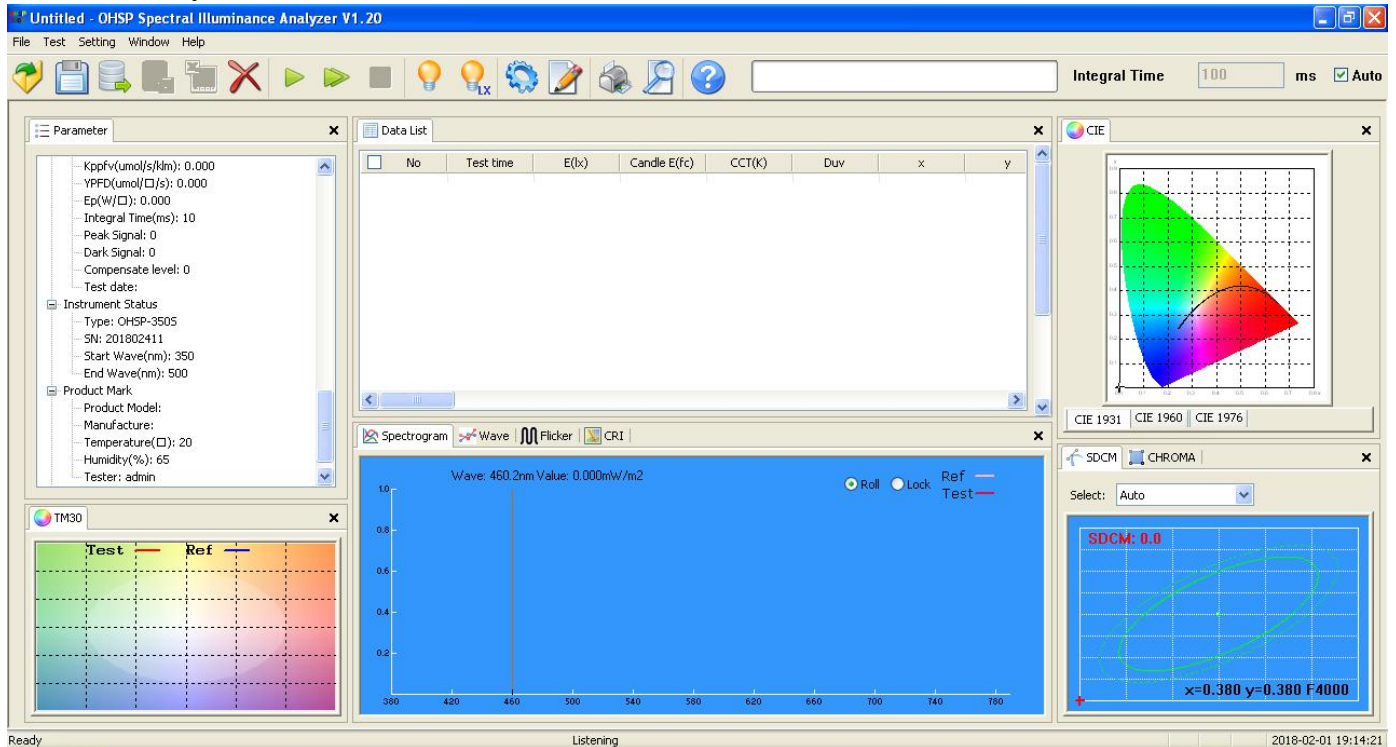 Untitled - OHSP Spectral Illuminance Analyzer V1.20
File Test Setting Window Help
LX
Integral Time 100 ms Auto
Parameter
Kppfv(umol/s/klm): 0.000
YPFD(umol/□/s): 0.000
Ep(W/□): 0.000
Integral Time(ms): 10
Peak Signal: 0
Dark Signal: 0
Compensate level: 0
Test date:
Instrument Status
Type: OHSP-350S
SN: 201802411
Start Wave(nm): 350
End Wave(nm): 500
Product Mark
Product Model:
Manufacture:
Temperature(□): 20
Humidity(%): 65
Tester: admin
TM30
Test Ref
Data List
No Test time E(lx) Candle E(fc) CCT(K) Duv x y
Spectrogram Wave Flicker CRI
Wave: 460.2nm Value: 0.000mW/m2
Roll Lock Ref
Test
1.0
0.8
0.6
0.4
0.2
380 420 460 500 540 580 620 660 700 740 780
CIE
CIE 1931 CIE 1960 CIE 1976
SDCM CHROMA
Select: Auto
SDCM: 0.0
x=0.380 y=0.380 F4000
Ready Listening 2018-02-01 19:14:21